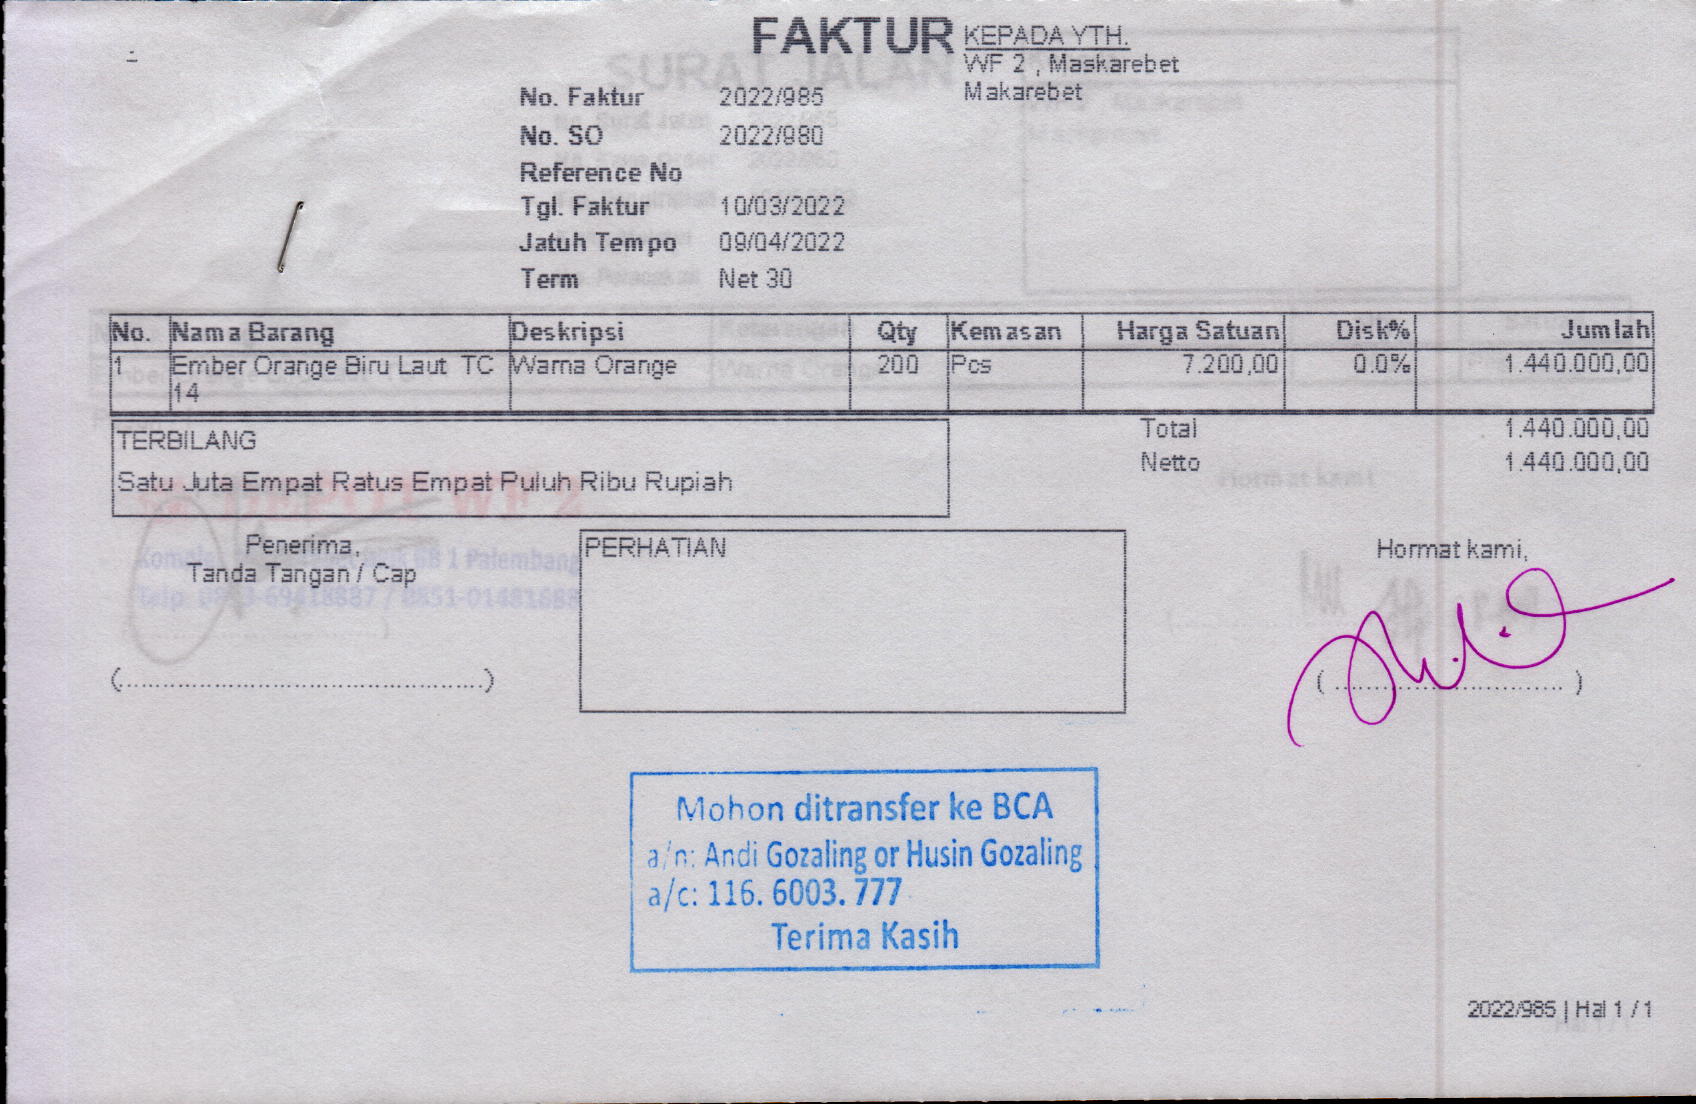 FAKTUR
KEPADA YTH.
WF 2 , Maskarebet
Makarebet
No. Faktur 2022/985
No. SO 2022/980
Reference No
Tgl. Faktur 10/03/2022
Jatuh Tempo 09/04/2022
Term Net 30
No. Nama Barang Deskripsi Qty Kemasan Harga Satuan Disk% Jumlah
1 Ember Orange Biru Laut TC Warna Orange 200 Pcs 7.200,00 0.0% 1.440.000,00
14
Total 1.440.000,00
Netto 1.440.000,00
TERBILANG
Satu Juta Empat Ratus Empat Puluh Ribu Rupiah
Penerima,
Tanda Tangan / Cap
(............................................)
PERHATIAN
Hormat kami,
( ............................ )
Mohon ditransfer ke BCA
a/n: Andi Gozaling or Husin Gozaling
a/c: 116. 6003. 777
Terima Kasih
2022/985 | Hal 1 / 1